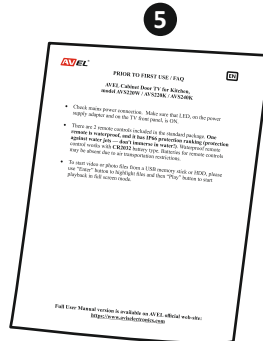 5
AVEL®
EN
PRIOR TO FIRST USE / FAQ
AVEL Cabinet Door TV for Kitchen,
model AVS220W / AVS220K / AVS240K
• Check mains power connection. Make sure that LED, on the power
supply adapter and on the TV front panel, is ON.
• There are 2 remote controls included in the standard package. One
remote is waterproof, and it has IP66 protection ranking (protection
against water jets — don't immerse in water!). Waterproof remote
control works with CR2032 battery type. Batteries for remote controls
may be absent due to air transportation restrictions.
• To start video or photo files from a USB memory stick or HDD, please
use "Enter" button to highlight files and then "Play" button to start
playback in full screen mode.
Full User Manual version is available on AVEL official web-site:
https://www.aviselectronics.com